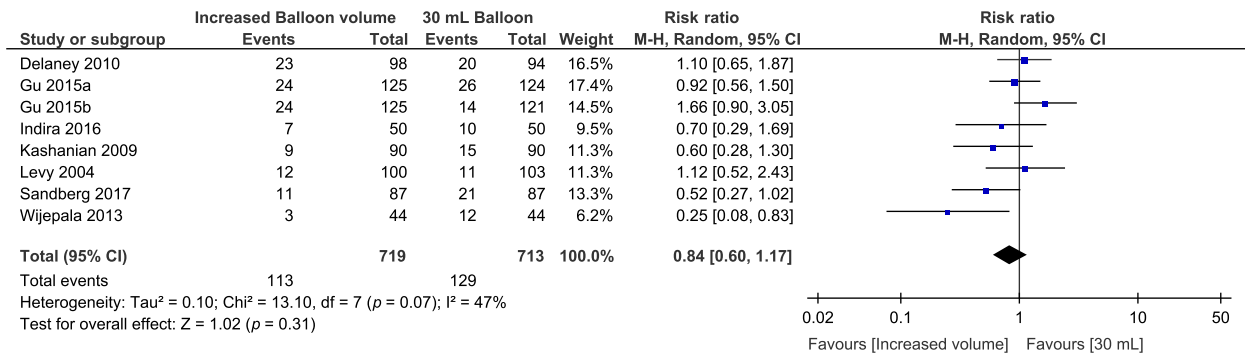 Increased Balloon volume 30 mL Balloon Risk ratio Risk ratio
Study or subgroup Events Total Events Total Weight M-H, Random, 95% CI M-H, Random, 95% CI
Delaney 2010 23 98 20 94 16.5% 1.10 [0.65, 1.87]
Gu 2015a 24 125 26 124 17.4% 0.92 [0.56, 1.50]
Gu 2015b 24 125 14 121 14.5% 1.66 [0.90, 3.05]
Indira 2016 7 50 10 50 9.5% 0.70 [0.29, 1.69]
Kashanian 2009 9 90 15 90 11.3% 0.60 [0.28, 1.30]
Levy 2004 12 100 11 103 11.3% 1.12 [0.52, 2.43]
Sandberg 2017 11 87 21 87 13.3% 0.52 [0.27, 1.02]
Wijepala 2013 3 44 12 44 6.2% 0.25 [0.08, 0.83]
Total (95% CI) 719 713 100.0% 0.84 [0.60, 1.17]
Total events 113 129
Heterogeneity: Tau² = 0.10; Chi² = 13.10, df = 7 (p = 0.07); I² = 47%
Test for overall effect: Z = 1.02 (p = 0.31)
0.02 0.1 1 10 50
Favours [Increased volume] Favours [30 mL]